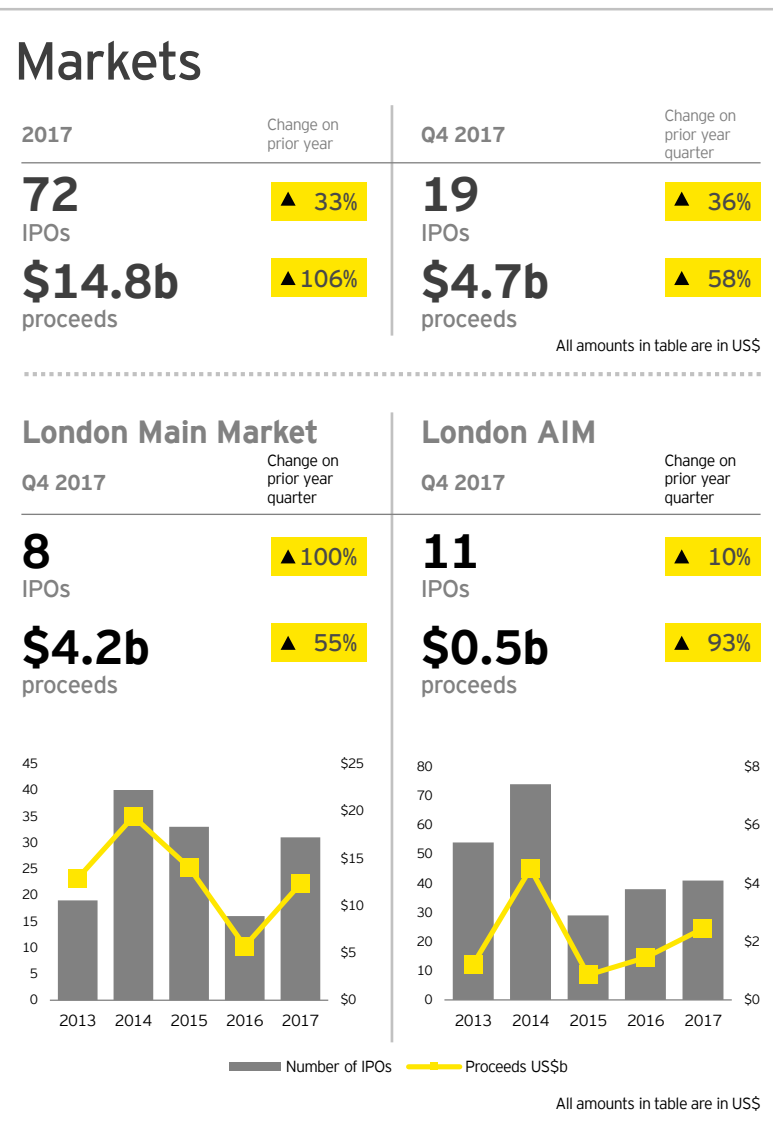 Markets
2017
Change on
prior year
72
▲ 33%
IPOs
$14.8b
▲ 106%
proceeds
Q4 2017
Change on
prior year
quarter
19
▲ 36%
IPOs
$4.7b
▲ 58%
proceeds
All amounts in table are in US$
London Main Market
Q4 2017
Change on
prior year
quarter
8
▲ 100%
IPOs
$4.2b
▲ 55%
proceeds
London AIM
Q4 2017
Change on
prior year
quarter
11
▲ 10%
IPOs
$0.5b
▲ 93%
proceeds
45
40
35
30
25
20
15
10
5
0
$25
$20
$15
$10
$5
$0
2013 2014 2015 2016 2017
80
70
60
50
40
30
20
10
0
$8
$6
$4
$2
$0
2013 2014 2015 2016 2017
Number of IPOs Proceeds US$b
All amounts in table are in US$